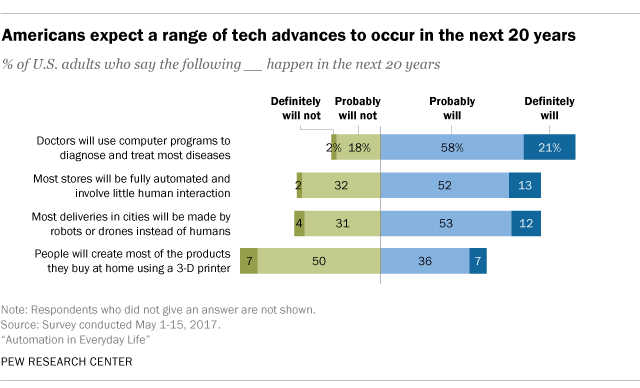 Americans expect a range of tech advances to occur in the next 20 years
% of U.S. adults who say the following __ happen in the next 20 years
Definitely will not
Probably will not
Probably will
Definitely will
Doctors will use computer programs to
diagnose and treat most diseases
2% 18% 58% 21%
Most stores will be fully automated and
involve little human interaction
2 32 52 13
Most deliveries in cities will be made by
robots or drones instead of humans
4 31 53 12
People will create most of the products
they buy at home using a 3-D printer
7 50 36 7
Note: Respondents who did not give an answer are not shown.
Source: Survey conducted May 1-15, 2017.
“Automation in Everyday Life”
PEW RESEARCH CENTER